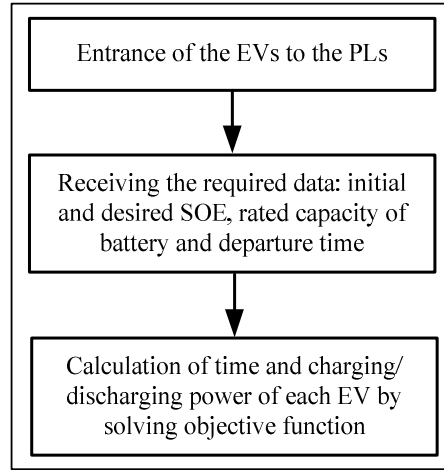 Entrance of the EVs to the PLs
Receiving the required data: initial
and desired SOE, rated capacity of
battery and departure time
Calculation of time and charging/
discharging power of each EV by
solving objective function